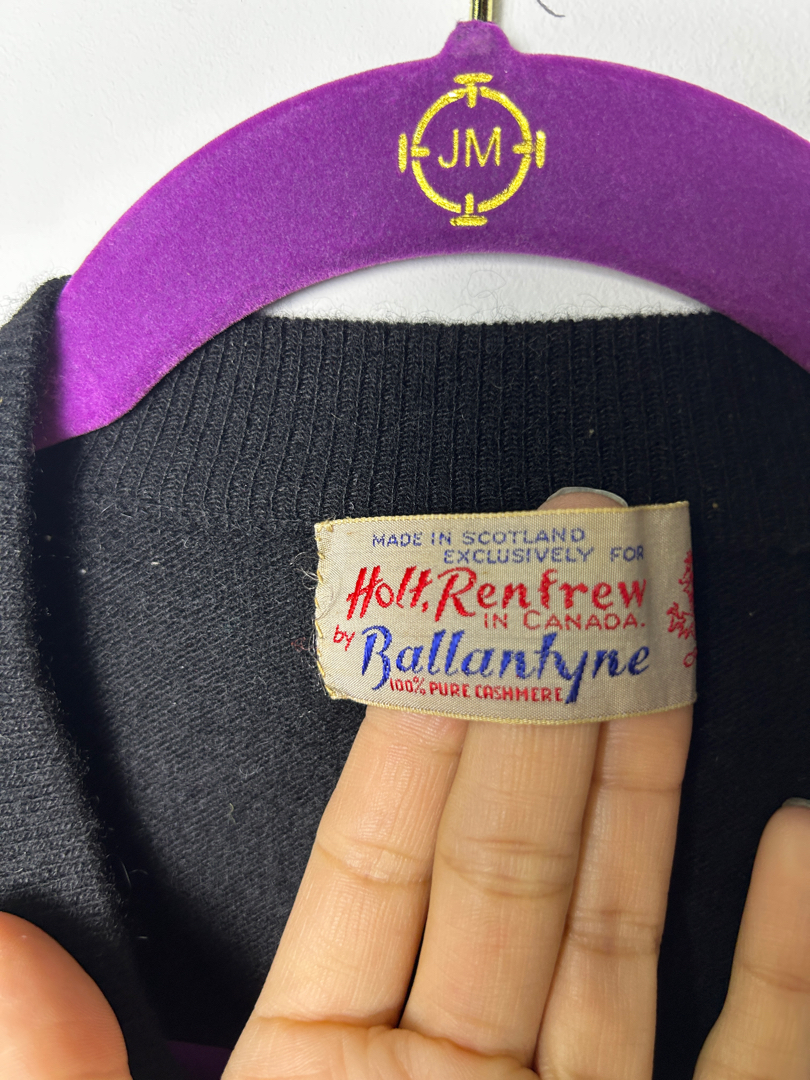 JM
MADE IN SCOTLAND
EXCLUSIVELY FOR
Holt, Renfrew
IN CANADA.
by Ballantyne
100% PURE CASHMERE